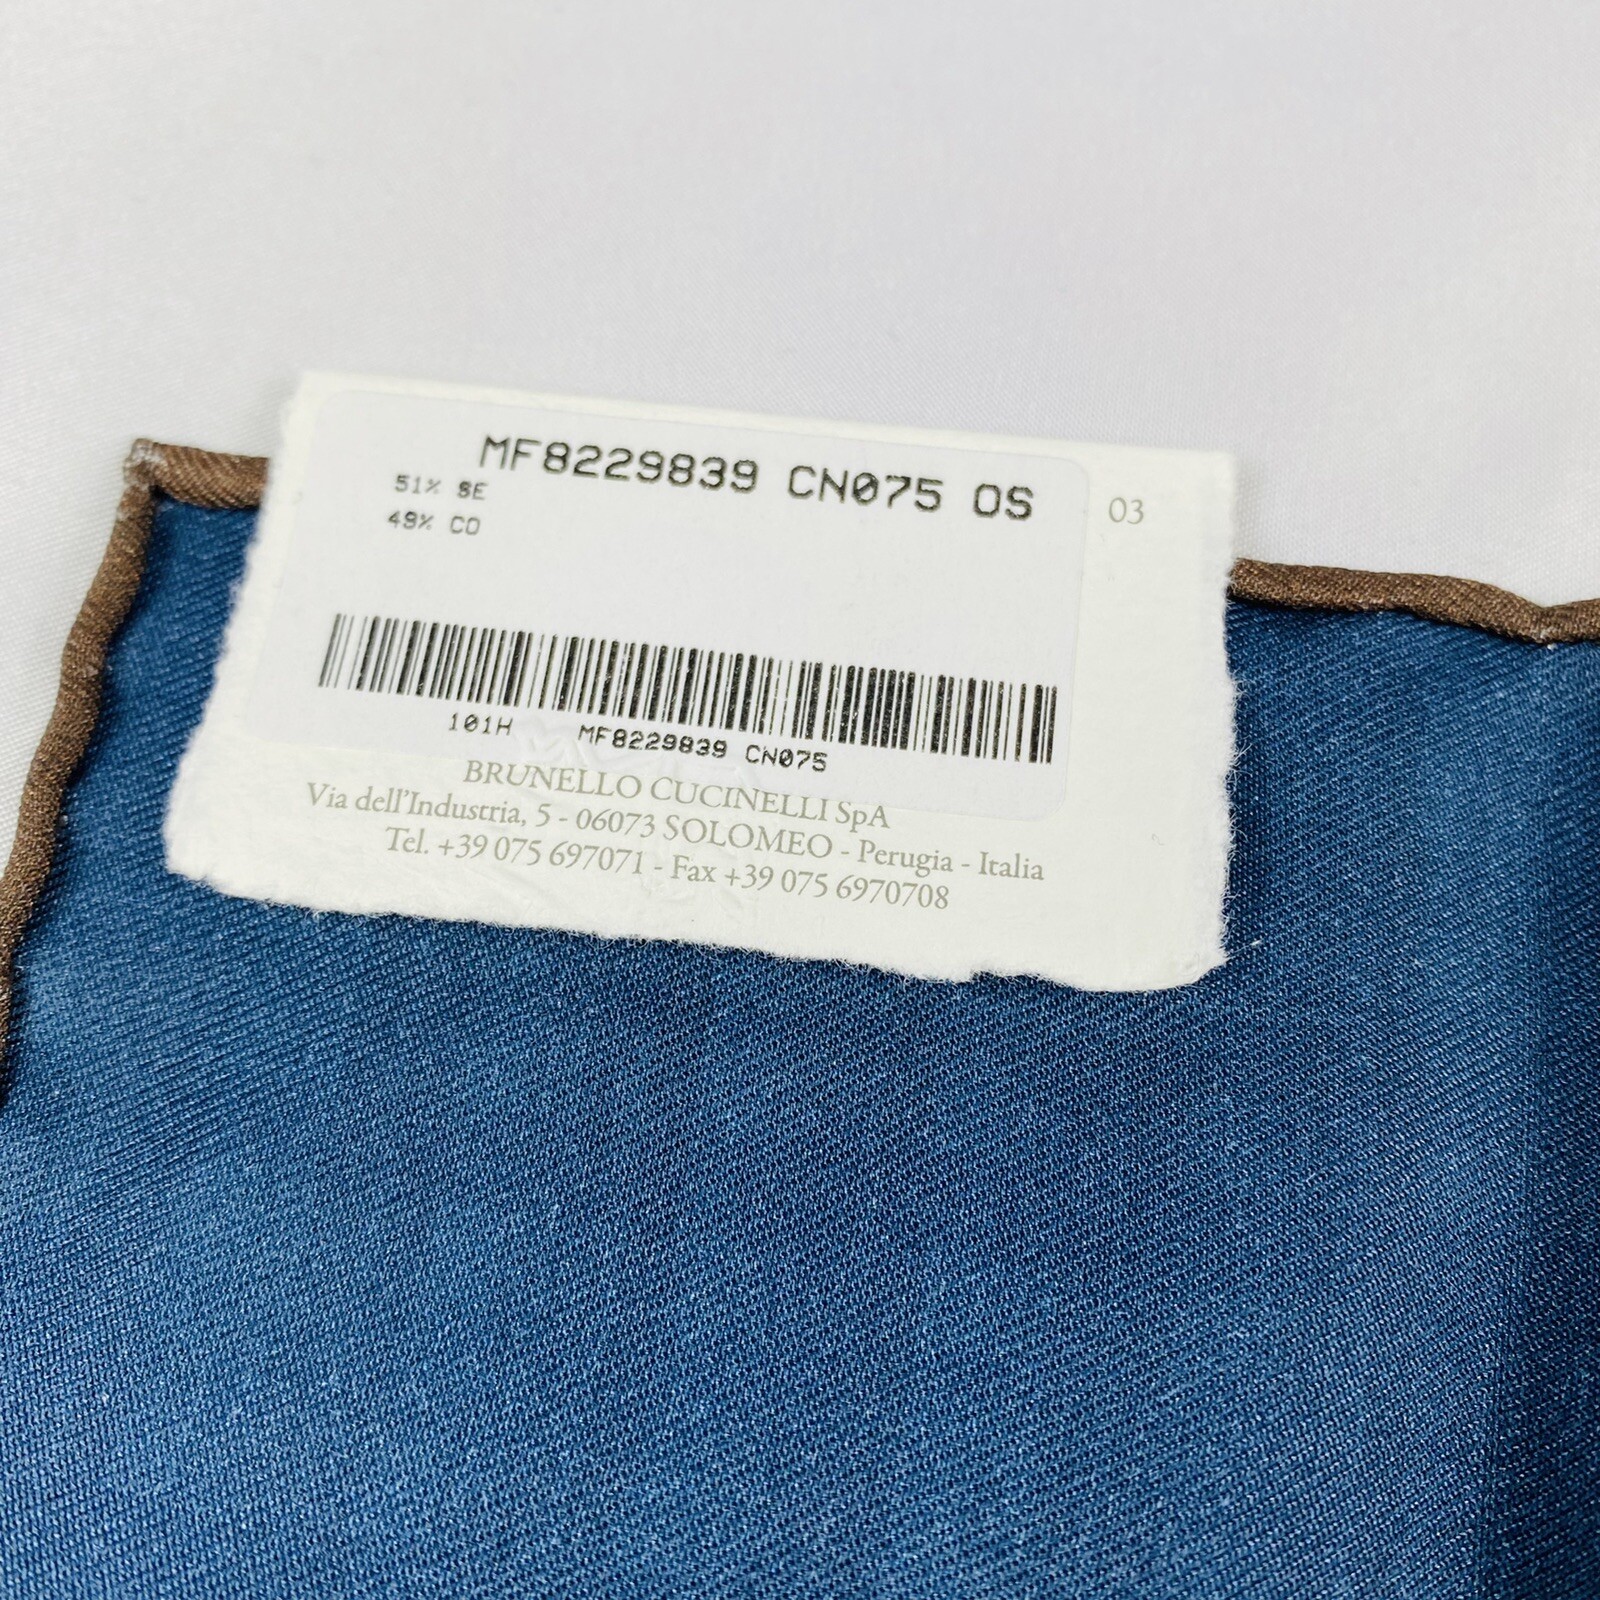 MF8229839 CN075 OS
03
51% SE
49% CO
101H MF8229839 CN075
BRUNELLO CUCINELLI SpA
Via dell'Industria, 5 - 06073 SOLOMEO - Perugia - Italia
Tel. +39 075 697071 - Fax +39 075 6970708